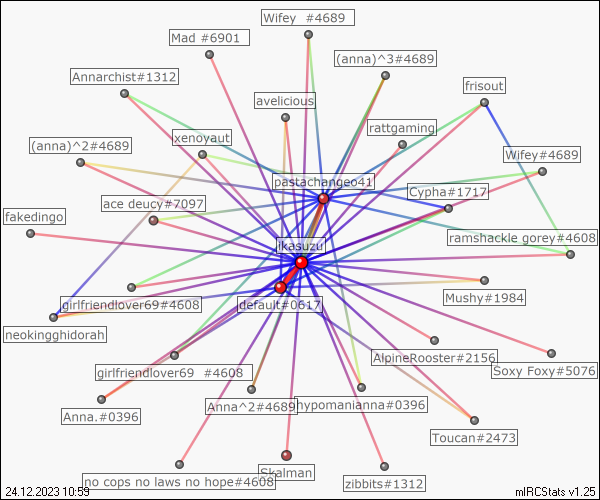 Wifey #4689
Mad #6901
(anna)^3#4689
Annarchist#1312
frisout
avelicious
rattgaming
xenoyaut
(anna)^2#4689
Wifey#4689
pastachangeo41
Cypha#1717
ace deucy#7097
fakedingo
ramshackle gorey#4608
ikasuzu
Mushy#1984
girlfriendlover69#4608
default#0617
neokingghidorah
AlpineRooster#2156
Soxy Foxy#5076
girlfriendlover69 #4608
Anna^2#4689
hypomanianna#0396
Anna.#0396
Toucan#2473
Skalman
no cops no laws no hope#4608
zibbits#1312
24.12.2023 10:59
mIRCStats v1.25